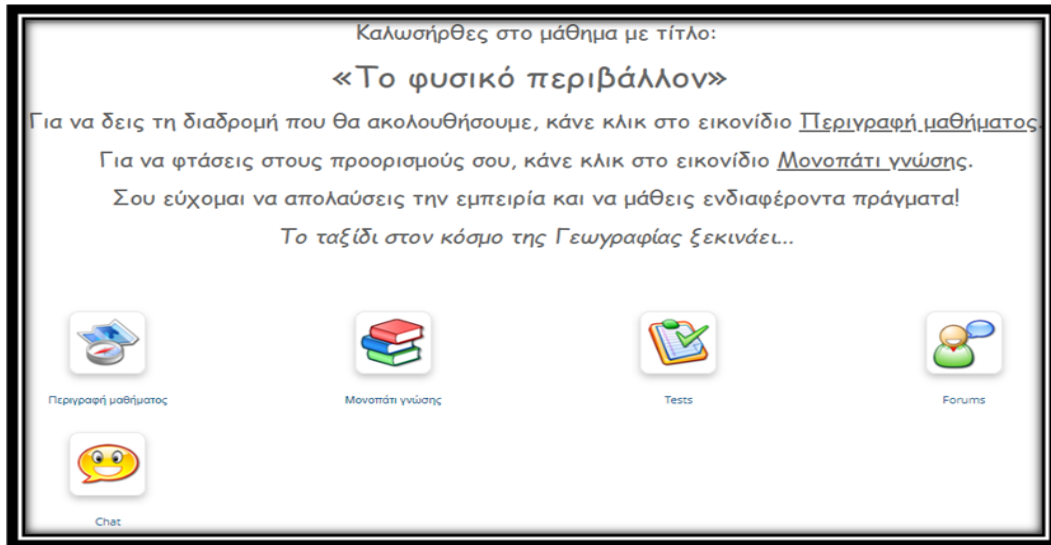 Καλωσήρθες στο μάθημα με τίτλο:
«Το φυσικό περιβάλλον»
Για να δεις τη διαδρομή που θα ακολουθήσουμε, κάνε κλικ στο εικονίδιο Περιγραφή μαθήματος.
Για να φτάσεις στους προορισμούς σου, κάνε κλικ στο εικονίδιο Μονοπάτι γνώσης.
Σου εύχομαι να απολαύσεις την εμπειρία και να μάθεις ενδιαφέροντα πράγματα!
Το ταξίδι στον κόσμο της Γεωγραφίας ξεκινάει...
Περιγραφή μαθήματος
Μονοπάτι γνώσης
Tests
Forums
Chat